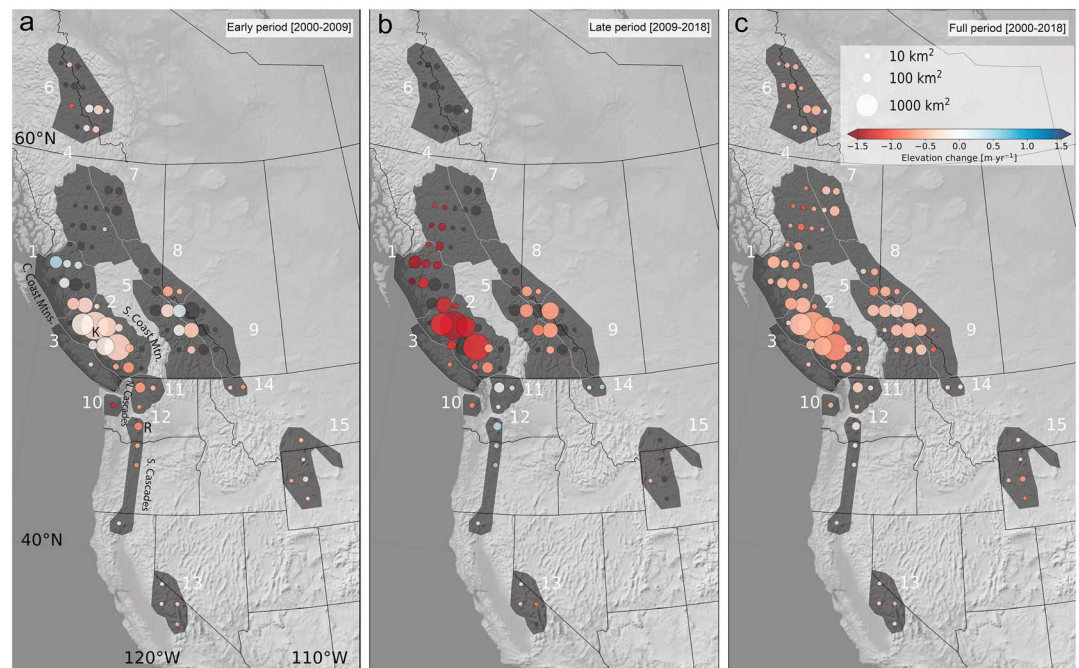 a
Early period [2000-2009]
6
60°N
4
7
1
8
C. Coast Mtns.
5
2
S. Coast Mtn.
K
3
9
14
11
N. Cascades
10
12
R
15
S. Cascades
40°N
13
120°W
110°W
b
Late period [2009-2018]
6
4
7
1
8
5
2
3
9
14
11
10
12
15
13
c
Full period [2000-2018]
10 km²
100 km²
1000 km²
−1.5 −1.0 −0.5 0.0 0.5 1.0 1.5
Elevation change [m yr⁻¹]
6
4
7
1
8
5
2
3
9
14
11
10
12
15
13